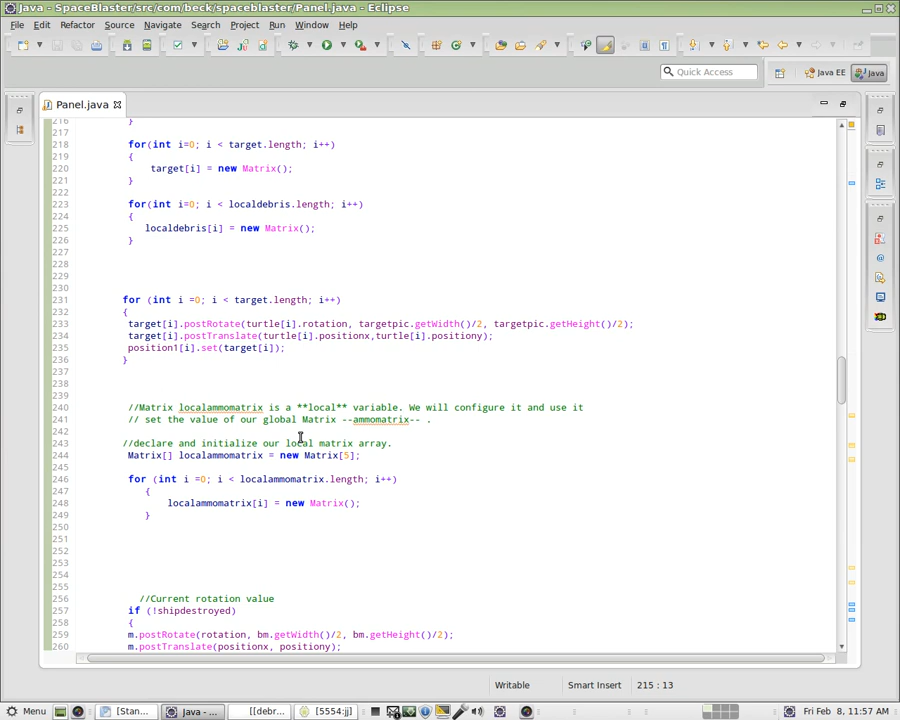 Java - SpaceBlaster/src/com/beck/spaceblaster/Panel.java - Eclipse
File Edit Refactor Source Navigate Search Project Run Window Help
Quick Access Java EE Java
Panel.java
216 }
217
218 for(int i=0; i < target.length; i++)
219 {
220 target[i] = new Matrix();
221 }
222
223 for(int i=0; i < localdebris.length; i++)
224 {
225 localdebris[i] = new Matrix();
226 }
227
228
229
230
231 for (int i =0; i < target.length; i++)
232 {
233 target[i].postRotate(turtle[i].rotation, targetpic.getWidth()/2, targetpic.getHeight()/2);
234 target[i].postTranslate(turtle[i].positionx,turtle[i].positiony);
235 position1[i].set(target[i]);
236 }
237
238
239
240 //Matrix localammomatrix is a **local** variable. We will configure it and use it
241 // set the value of our global Matrix --ammomatrix-- .
242
243 //declare and initialize our local matrix array.
244 Matrix[] localammomatrix = new Matrix[5];
245
246 for (int i =0; i < localammomatrix.length; i++)
247 {
248 localammomatrix[i] = new Matrix();
249 }
250
251
252
253
254
255
256 //Current rotation value
257 if (!shipdestroyed)
258 {
259 m.postRotate(rotation, bm.getWidth()/2, bm.getHeight()/2);
260 m.postTranslate(positionx, positiony);
Writable Smart Insert 215 : 13
Menu [Stan... Java - ... [[debr... [5554:jj] Fri Feb 8, 11:57 AM